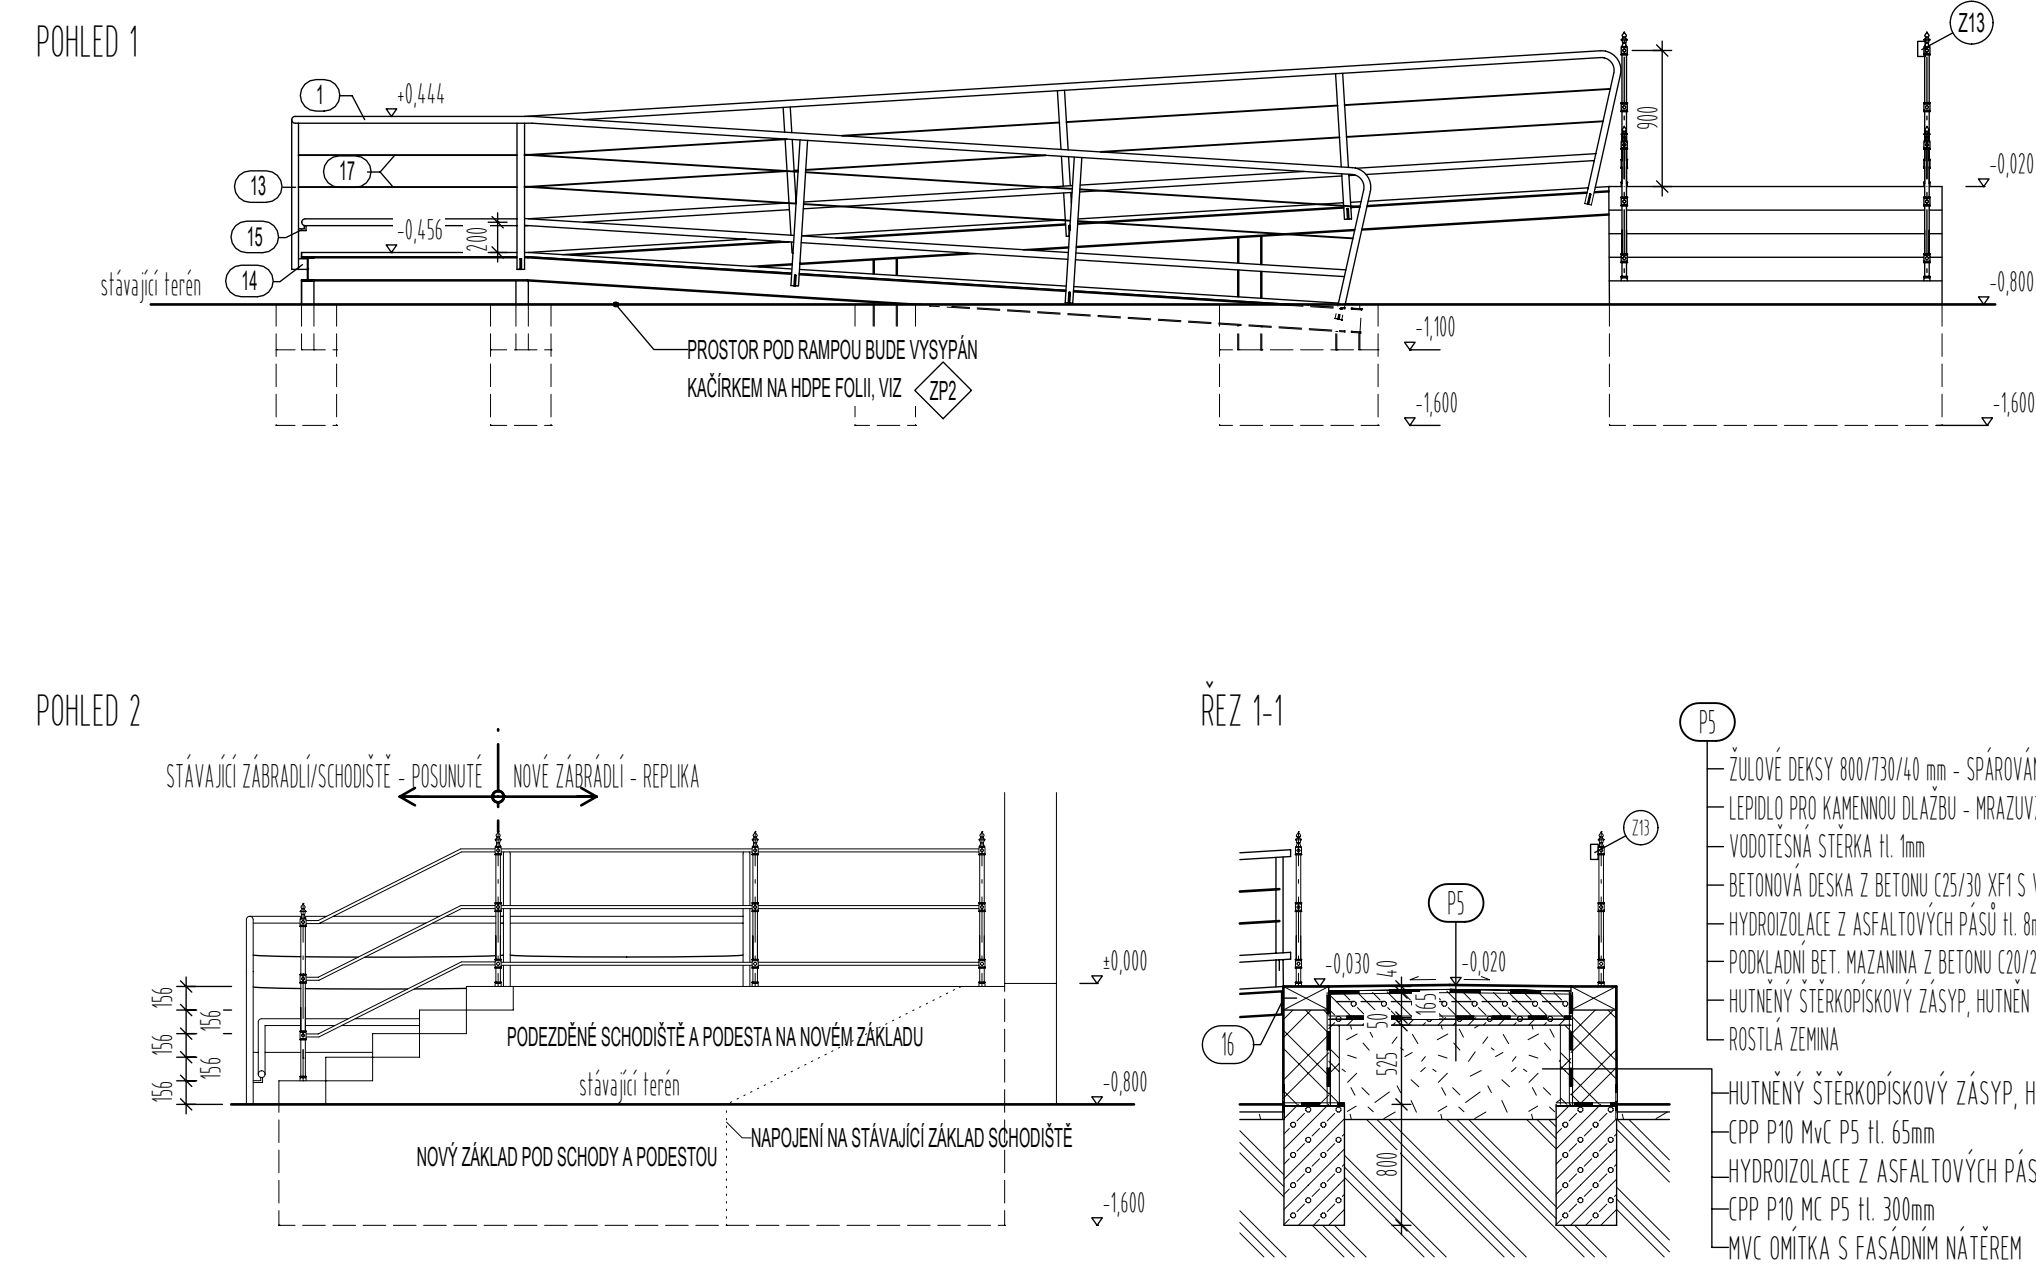 POHLED 1
Z13
1
+0,444
900
17
13
-0,020
15
-0,456
200
14
stávající terén
-0,800
-1,100
PROSTOR POD RAMPOU BUDE VYSYPÁN
KAČÍRKEM NA HDPE FOLII, VIZ
ZP2
-1,600
-1,600
POHLED 2
STÁVAJÍCÍ ZÁBRADLÍ/SCHODIŠTĚ - POSUNUTÉ
NOVÉ ZÁBRÁDLÍ - REPLIKA
±0,000
156
156
156
156
156
PODEZDĚNÉ SCHODIŠTĚ A PODESTA NA NOVÉM ZÁKLADU
stávající terén
-0,800
NAPOJENÍ NA STÁVAJÍCÍ ZÁKLAD SCHODIŠTĚ
NOVÝ ZÁKLAD POD SCHODY A PODESTOU
-1,600
ŘEZ 1-1
Z13
P5
-0,030
40
-0,020
165
50
16
525
800
P5
ŽULOVÉ DEKSY 800/730/40 mm - SPÁROVÁN
LEPIDLO PRO KAMENNOU DLAŽBU - MRAZUV
VODOTĚSNÁ STĚRKA tl. 1mm
BETONOVÁ DESKA Z BETONU C25/30 XF1 S
HYDROIZOLACE Z ASFALTOVÝCH PÁSŮ tl. 8m
PODKLADNÍ BET. MAZANINA Z BETONU C20/2
HUTNĚNÝ ŠTĚRKOPÍSKOVÝ ZÁSYP, HUTNĚN
ROSTLÁ ZEMINA
HUTNĚNÝ ŠTĚRKOPÍSKOVÝ ZÁSYP, H
CPP P10 MvC P5 tl. 65mm
HYDROIZOLACE Z ASFALTOVÝCH PÁS
CPP P10 MC P5 tl. 300mm
MVC OMÍTKA S FASÁDNÍM NÁTĚREM